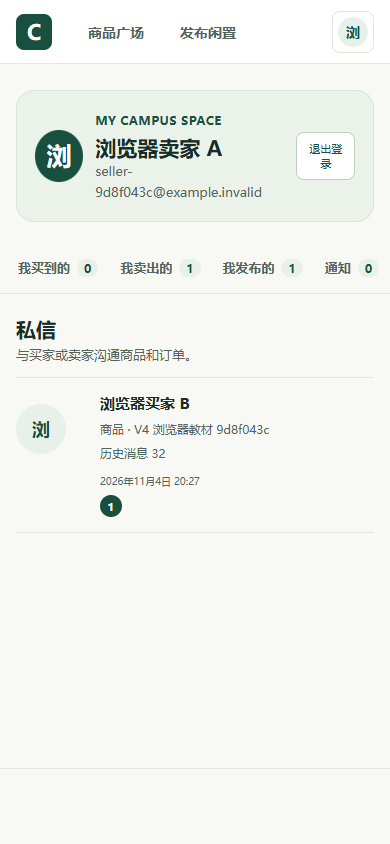 C 商品广场 发布闲置 浏
MY CAMPUS SPACE
浏
浏览器卖家 A
seller-
9d8f043c@example.invalid
退出登
录
我买到的 0 我卖出的 1 我发布的 1 通知 0
私信
与买家或卖家沟通商品和订单。
浏
浏览器买家 B
商品 · V4 浏览器教材 9d8f043c
历史消息 32
2026年11月4日 20:27
1